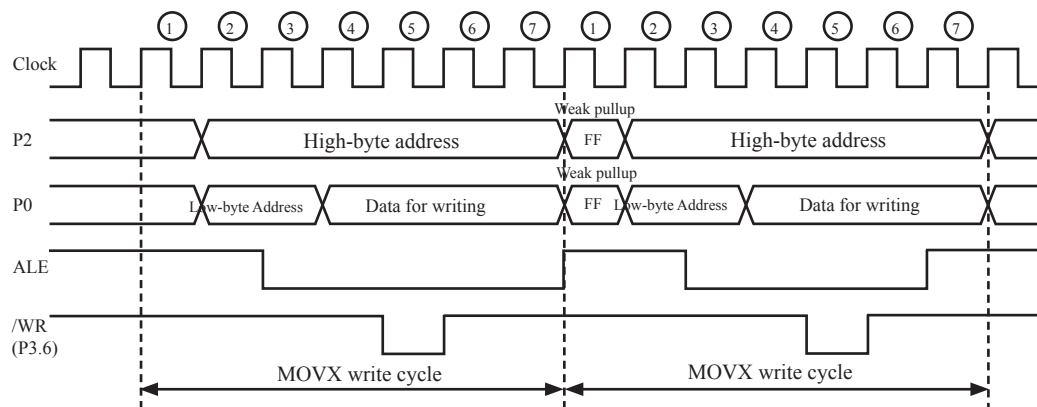 1 2 3 4 5 6 7 1 2 3 4 5 6 7
Clock
Weak pullup
P2 High-byte address FF High-byte address
Weak pullup
P0 Low-byte Address Data for writing FF Low-byte Address Data for writing
ALE
/WR
(P3.6)
MOVX write cycle MOVX write cycle